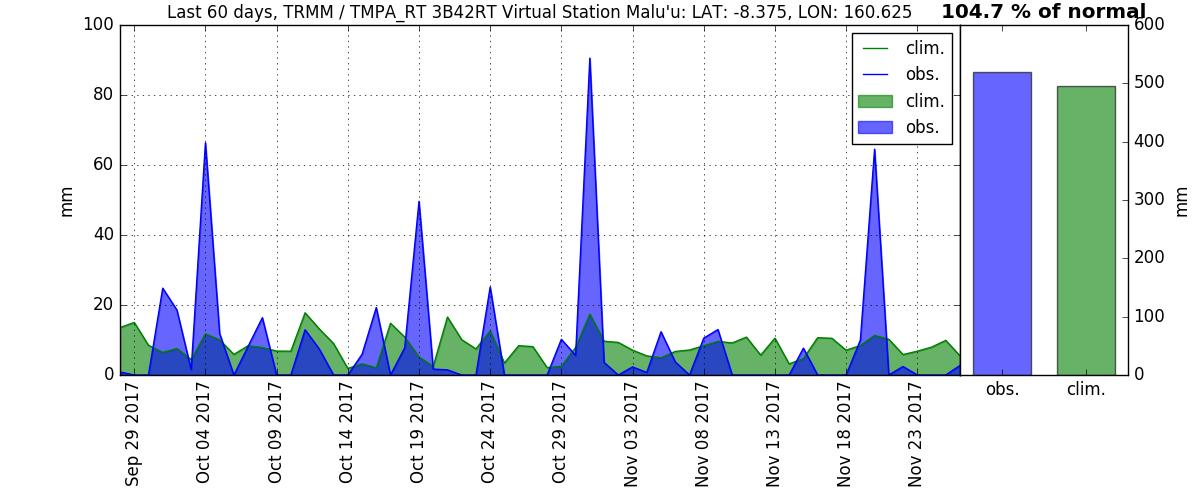 Last 60 days, TRMM / TMPA_RT 3B42RT Virtual Station Malu'u: LAT: -8.375, LON: 160.625
104.7 % of normal
100
80
60
40
20
0
mm
clim.
obs.
clim.
obs.
600
500
400
300
200
100
0
mm
obs.
clim.
Sep 29 2017
Oct 04 2017
Oct 09 2017
Oct 14 2017
Oct 19 2017
Oct 24 2017
Oct 29 2017
Nov 03 2017
Nov 08 2017
Nov 13 2017
Nov 18 2017
Nov 23 2017